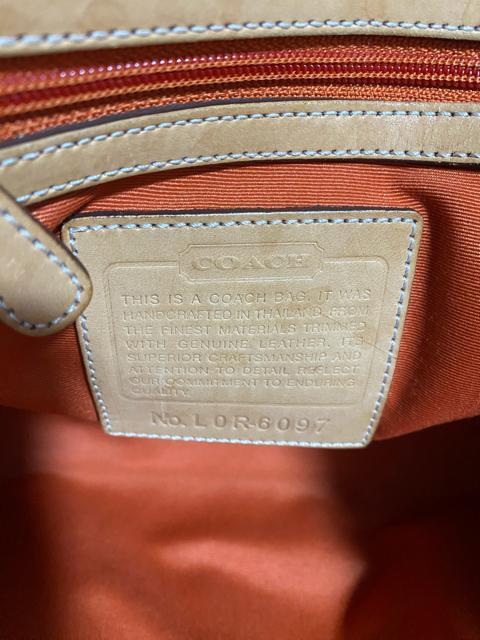 COACH
THIS IS A COACH BAG. IT WAS
HANDCRAFTED IN THAILAND FROM
THE FINEST MATERIALS TRIMMED
WITH GENUINE LEATHER. ITS
SUPERIOR CRAFTSMANSHIP AND
ATTENTION TO DETAIL REFLECT
OUR COMMITMENT TO ENDURING
QUALITY.
No. L0R-6097